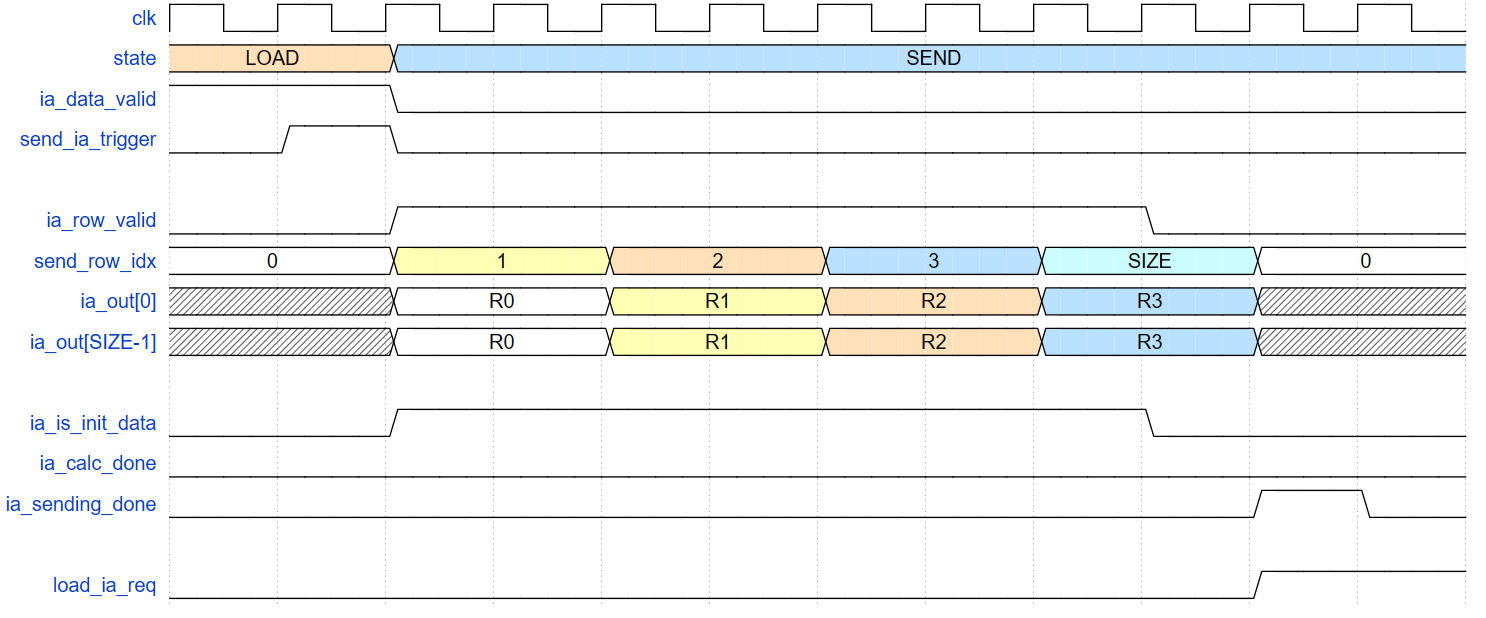 clk
state LOAD SEND
ia_data_valid
send_ia_trigger
ia_row_valid
send_row_idx 0 1 2 3 SIZE 0
ia_out[0] R0 R1 R2 R3
ia_out[SIZE-1] R0 R1 R2 R3
ia_is_init_data
ia_calc_done
ia_sending_done
load_ia_req